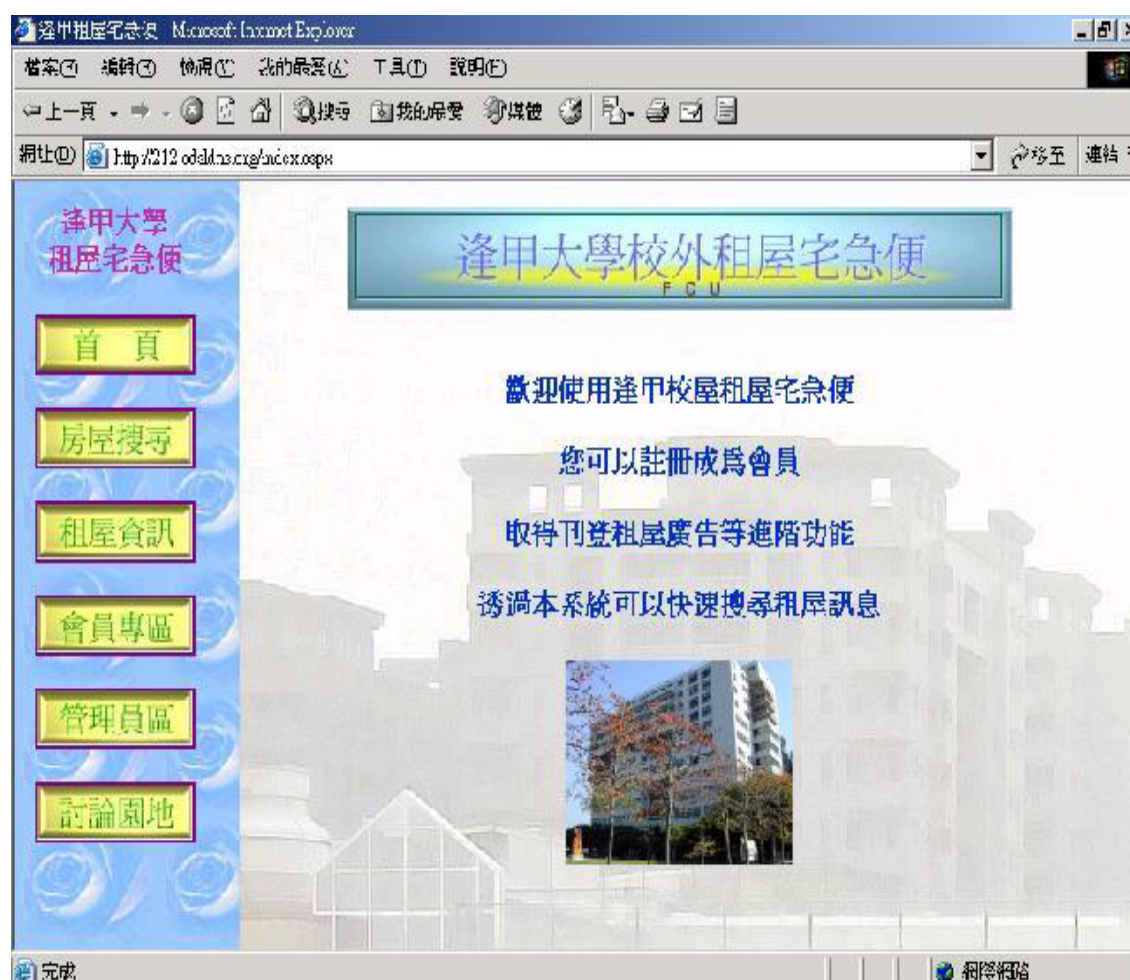 逢甲租屋宅急便 Microsoft Internet Explorer
檔案(F) 編輯(E) 檢視(V) 我的最愛(A) 工具(T) 說明(H)
上一頁 搜尋 我的最愛 媒體
網址(D) 移至 連結
逢甲大學
租屋宅急便
首 頁
房屋搜尋
租屋資訊
會員專區
管理員區
討論園地
逢甲大學校外租屋宅急便
F C U
歡迎使用逢甲校屋租屋宅急便
您可以註冊成爲會員
取得刊登租屋廣告等進階功能
透過本系統可以快速搜尋租屋訊息
完成
網際網路